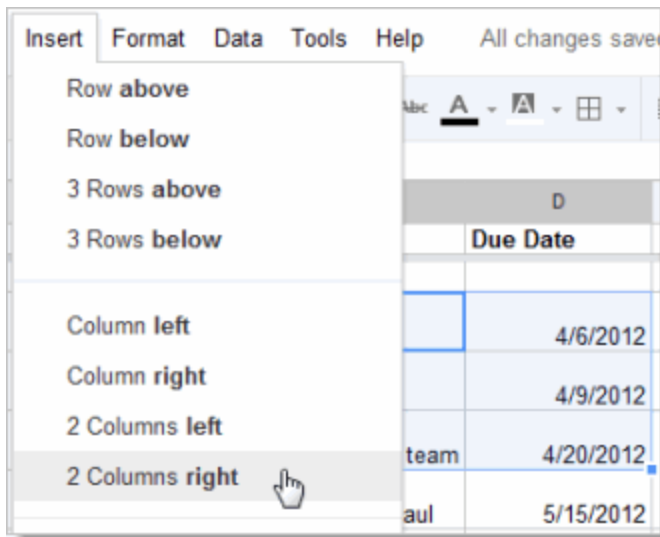 Insert Format Data Tools Help All changes save
Row above
Abc A A
Row below
3 Rows above
D
3 Rows below
Due Date
Column left
4/6/2012
Column right
4/9/2012
2 Columns left
team 4/20/2012
2 Columns right
aul 5/15/2012